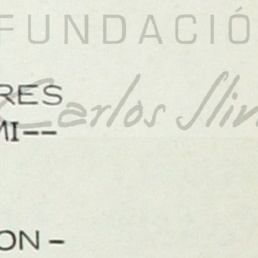 FUNDACIÓ
RES
Carlos Slim
MI--
ON-